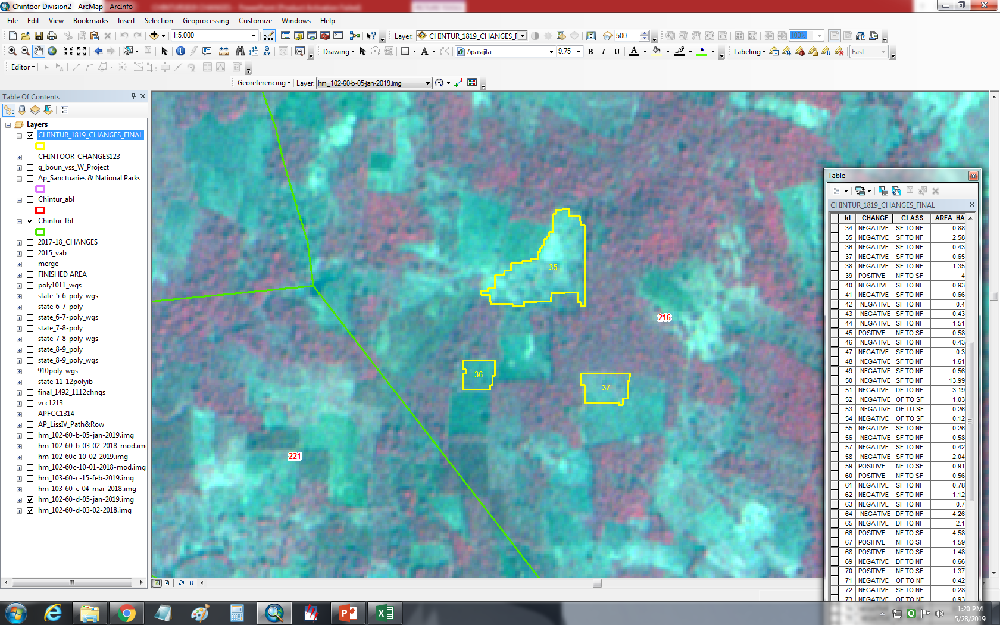 Chintoor Division2 - ArcMap - ArcInfo
File Edit View Bookmarks Insert Selection Geoprocessing Customize Windows Help
1:5,000 Layer: CHINTUR_1819_CHANGES_F 500 100%
Drawing Aparajita 9.75 B I U A Labeling Fast
Editor
Georeferencing Layer: hm_102-60-b-05-jan-2019.img
Table Of Contents
Layers
CHINTUR_1819_CHANGES_FINAL
CHINTOOR_CHANGES123
g_boun_vss_W_Project
Ap_Sanctuaries & National Parks
Chintur_abl
Chintur_fbl
2017-18_CHANGES
2015_vab
merge
FINISHED AREA
poly1011_wgs
state_5-6-poly_wgs
state_6-7-poly
state_6-7-poly_wgs
state_7-8-poly
state_7-8-poly_wgs
state_8-9_poly
state_8-9_poly_wgs
910poly_wgs
state_11_12polyib
final_1492_1112chngs
vcc1213
APFCC1314
AP_LissIV_Path&Row
hm_102-60-b-05-jan-2019.img
hm_102-60-b-03-02-2018_mod.img
hm_102-60c-10-02-2019.img
hm_102-60c-10-01-2018-mod.img
hm_103-60-c-15-feb-2019.img
hm_103-60-c-04-mar-2018.img
hm_102-60-d-05-jan-2019.img
hm_102-60-d-03-02-2018.img
35
216
36
37
221
Table
CHINTUR_1819_CHANGES_FINAL
Id CHANGE CLASS AREA_HA
34 NEGATIVE SF TO NF 0.88
35 NEGATIVE SF TO NF 2.58
36 NEGATIVE SF TO NF 0.43
37 NEGATIVE SF TO NF 0.65
38 NEGATIVE SF TO NF 1.35
39 POSITIVE NF TO SF 4
40 NEGATIVE SF TO NF 0.93
41 NEGATIVE SF TO NF 0.66
42 NEGATIVE SF TO NF 0.4
43 NEGATIVE SF TO NF 0.43
44 NEGATIVE SF TO NF 1.51
45 POSITIVE NF TO SF 0.58
46 NEGATIVE SF TO NF 0.43
47 NEGATIVE SF TO NF 0.3
48 NEGATIVE SF TO NF 1.61
49 NEGATIVE SF TO NF 0.56
50 NEGATIVE SF TO NF 13.99
51 NEGATIVE DF TO NF 3.19
52 NEGATIVE OF TO SF 1.03
53 NEGATIVE OF TO SF 0.26
54 NEGATIVE OF TO SF 0.12
55 NEGATIVE SF TO NF 0.26
56 NEGATIVE SF TO NF 0.58
57 NEGATIVE SF TO NF 0.42
58 NEGATIVE SF TO NF 2.04
59 POSITIVE NF TO SF 0.91
60 POSITIVE NF TO SF 0.56
61 NEGATIVE SF TO NF 0.78
62 NEGATIVE SF TO NF 1.12
63 NEGATIVE SF TO NF 0.7
64 NEGATIVE DF TO NF 4.26
65 NEGATIVE DF TO NF 2.1
66 POSITIVE NF TO SF 4.58
67 POSITIVE NF TO SF 1.59
68 POSITIVE NF TO SF 1.48
69 NEGATIVE DF TO NF 0.66
70 POSITIVE NF TO SF 1.37
71 NEGATIVE OF TO NF 0.42
72 NEGATIVE SF TO NF 0.28
73 NEGATIVE OF TO NF 0.93
1:20 PM
5/28/2019